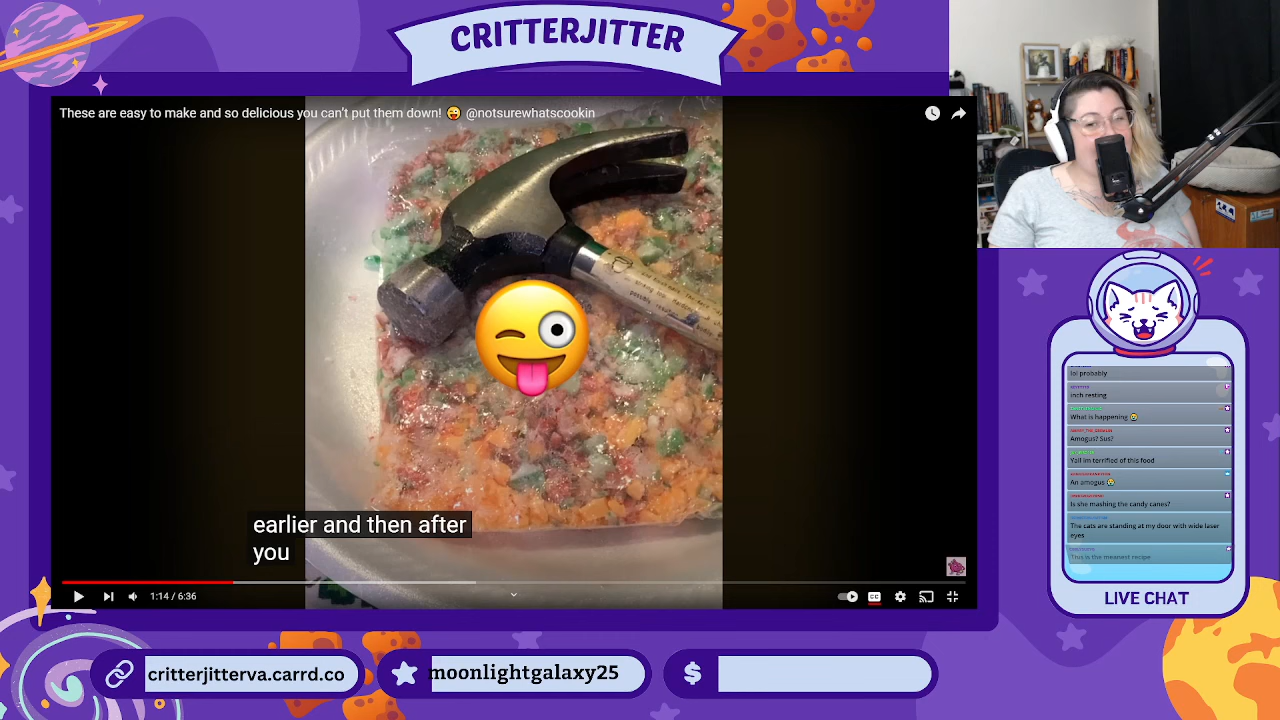 CRITTERJITTER
These are easy to make and so delicious you can't put them down! 😜 @notsurewhatscookin
earlier and then after
you
1:14 / 6:36
CC
lol probably
inch resting
What is happening
Amogus? Sus?
Yall im terrified of this food
An amogus
Is she mashing the candy canes?
The cats are standing at my door with wide laser
eyes
This is the meanest recipe
LIVE CHAT
critterjitterva.carrd.co
moonlightgalaxy25
$